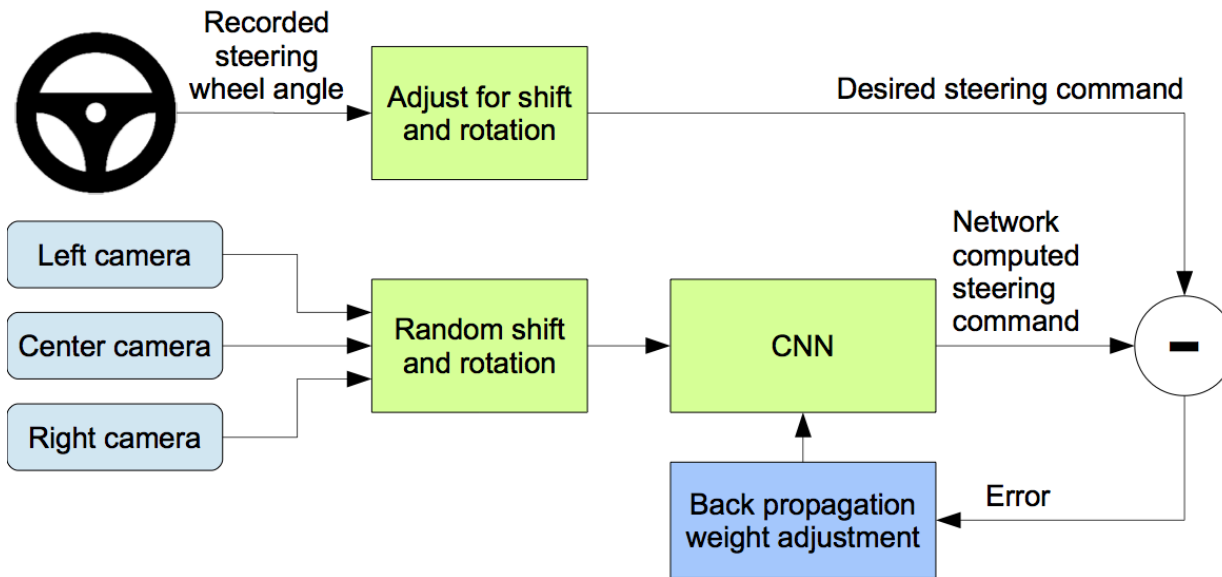 Recorded
steering
wheel angle
Adjust for shift
and rotation
Desired steering command
Left camera
Center camera
Right camera
Random shift
and rotation
CNN
Network
computed
steering
command
-
Back propagation
weight adjustment
Error